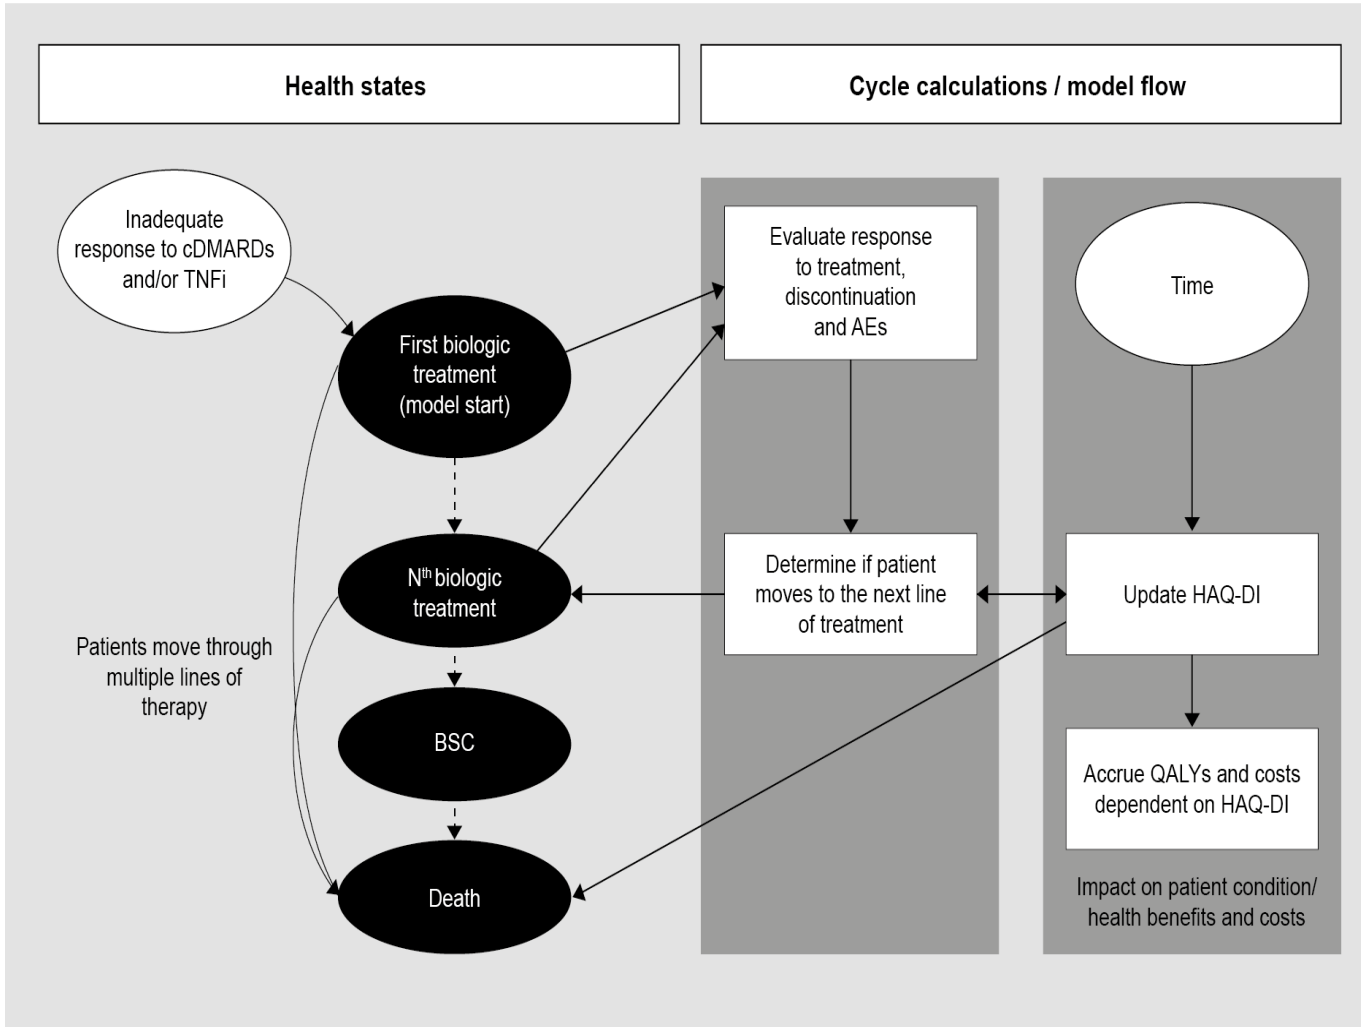 Health states
Cycle calculations / model flow
Inadequate
response to cDMARDs
and/or TNFi
First biologic
treatment
(model start)
Nth biologic
treatment
BSC
Death
Patients move through
multiple lines of
therapy
Evaluate response
to treatment,
discontinuation
and AEs
Determine if patient
moves to the next line
of treatment
Time
Update HAQ-DI
Accrue QALYs and costs
dependent on HAQ-DI
Impact on patient condition/
health benefits and costs